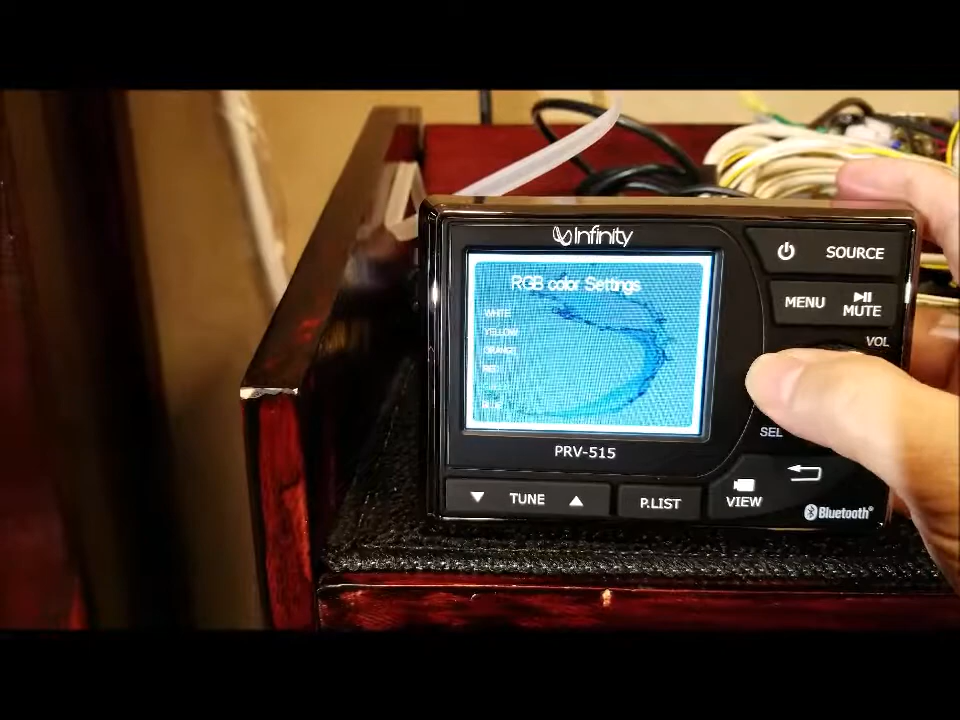 Infinity
SOURCE
RGB color Settings
MENU
MUTE
WHITE
YELLOW
ORANGE
RED
BLUE
VOL
SEL
PRV-515
TUNE
P.LIST
VIEW
Bluetooth®